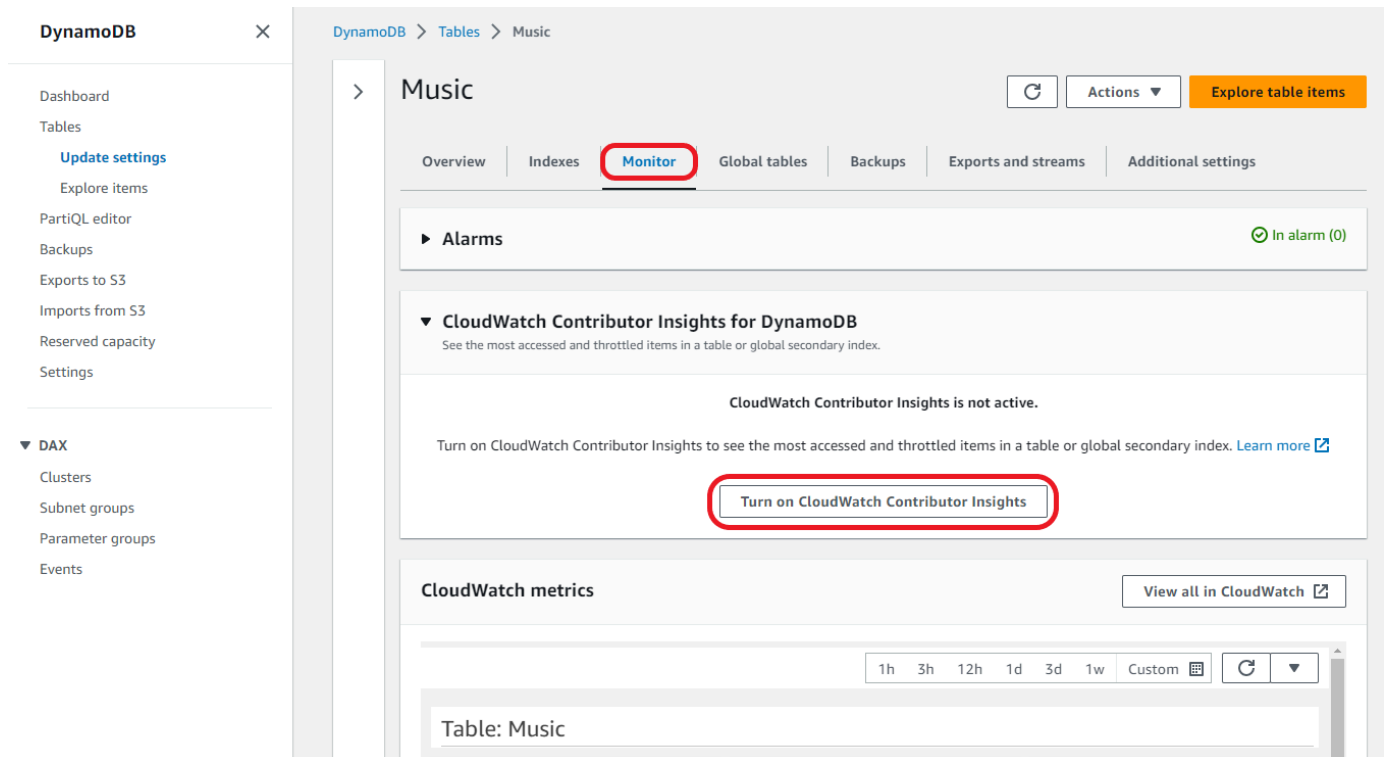 DynamoDB
Dashboard
Tables
Update settings
Explore items
PartiQL editor
Backups
Exports to S3
Imports from S3
Reserved capacity
Settings
DAX
Clusters
Subnet groups
Parameter groups
Events
DynamoDB > Tables > Music
Music
Actions
Explore table items
Overview
Indexes
Monitor
Global tables
Backups
Exports and streams
Additional settings
Alarms
In alarm (0)
CloudWatch Contributor Insights for DynamoDB
See the most accessed and throttled items in a table or global secondary index.
CloudWatch Contributor Insights is not active.
Turn on CloudWatch Contributor Insights to see the most accessed and throttled items in a table or global secondary index. Learn more
Turn on CloudWatch Contributor Insights
CloudWatch metrics
View all in CloudWatch
1h 3h 12h 1d 3d 1w Custom
Table: Music